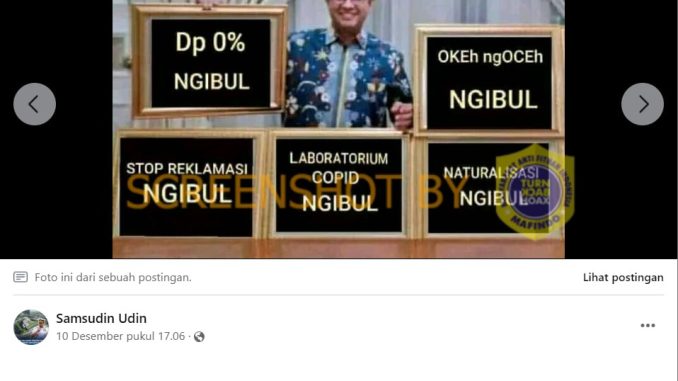 Dp 0%
NGIBUL
OKEh ngOCEh
NGIBUL
STOP REKLAMASI
NGIBUL
LABORATORIUM
COPID
NGIBUL
NATURALISASI
NGIBUL
SCREENSHOT BY
TURN
BACK
HOAX
MAFINDO
Foto ini dari sebuah postingan.
Lihat postingan
Samsudin Udin
10 Desember pukul 17.06 ·